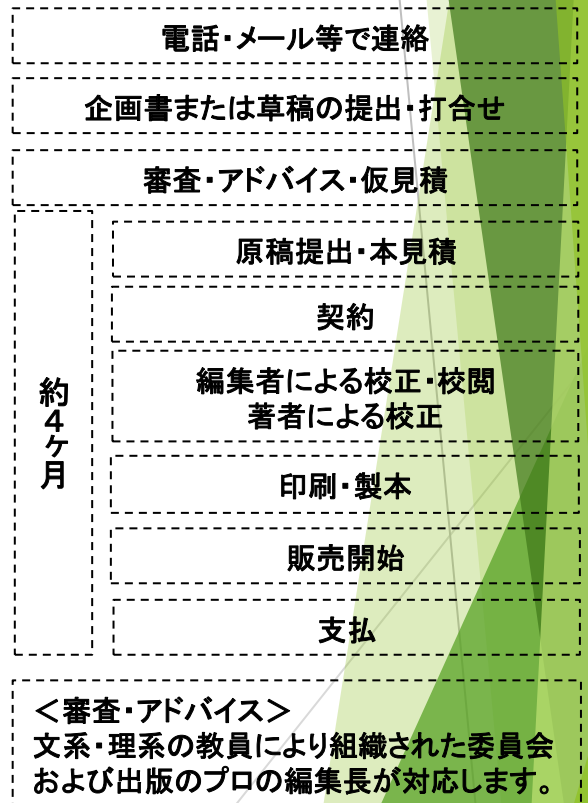 電話・メール等で連絡
企画書または草稿の提出・打合せ
審査・アドバイス・仮見積
約４ヶ月
原稿提出・本見積
契約
編集者による校正・校閲
著者による校正
印刷・製本
販売開始
支払
＜審査・アドバイス＞
文系・理系の教員により組織された委員会
および出版のプロの編集長が対応します。